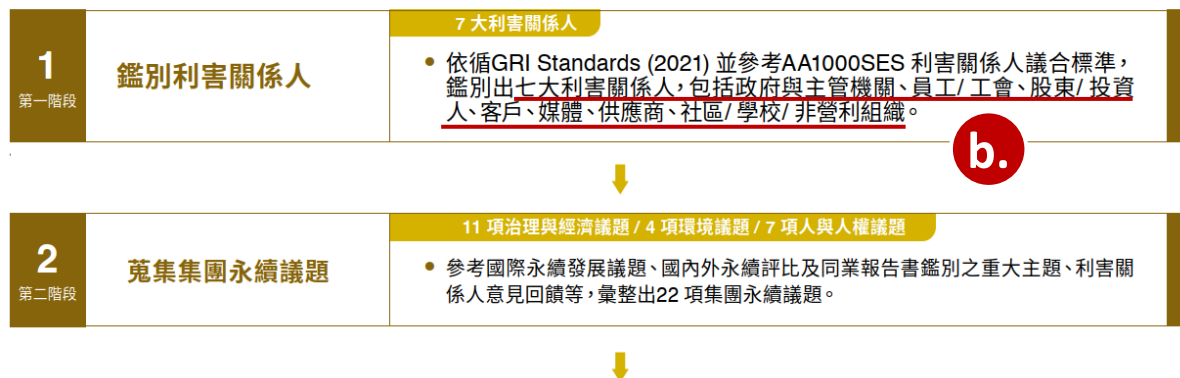 7 大利害關係人
1
第一階段
鑑別利害關係人
• 依循GRI Standards (2021) 並參考AA1000SES 利害關係人議合標準，
鑑別出七大利害關係人，包括政府與主管機關、員工/ 工會、股東/ 投資
人、客戶、媒體、供應商、社區/ 學校/ 非營利組織。
b.
11 項治理與經濟議題 / 4 項環境議題 / 7 項人與人權議題
2
第二階段
蒐集集團永續議題
• 參考國際永續發展議題、國內外永續評比及同業報告書鑑別之重大主題、利害關
係人意見回饋等，彙整出22 項集團永續議題。